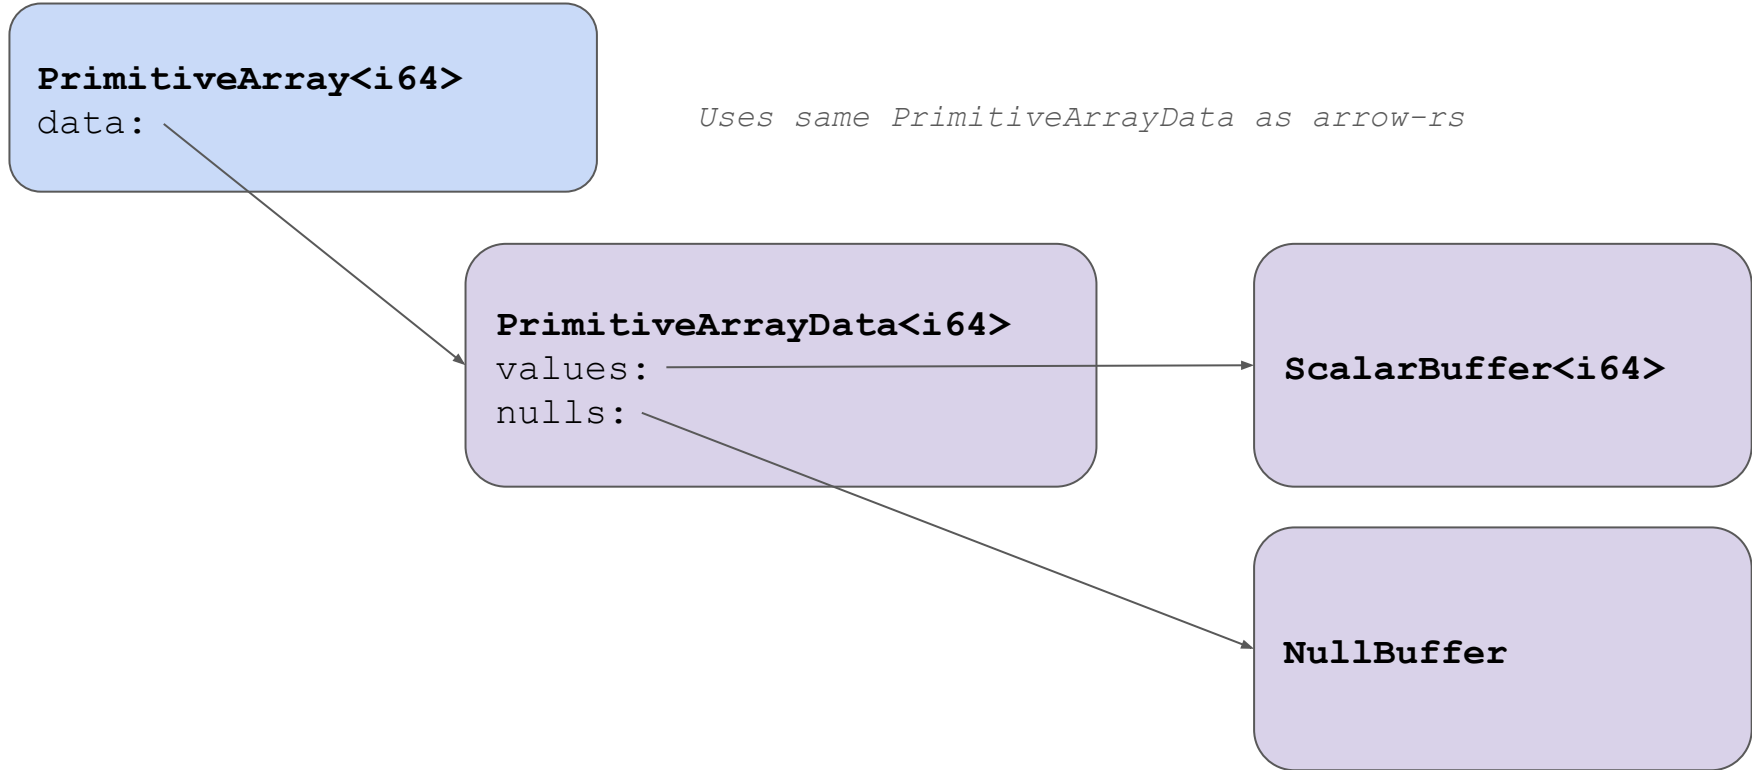 PrimitiveArray<i64>
data:
Uses same PrimitiveArrayData as arrow-rs
PrimitiveArrayData<i64>
values:
nulls:
ScalarBuffer<i64>
NullBuffer